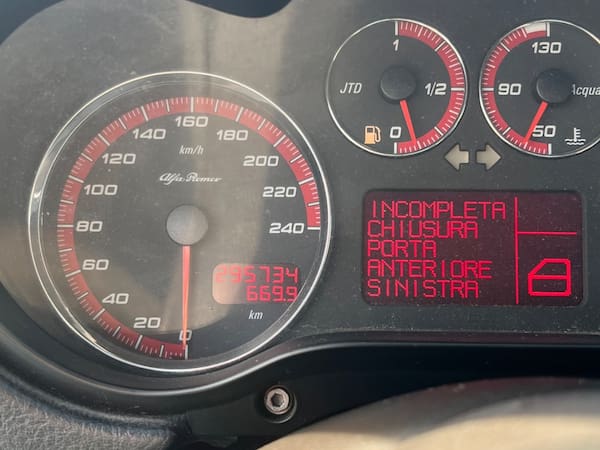 160
140
180
120
km/h
200
100
Alfa Romeo
220
80
240
60
295734
669.9
40
km
20
0
1
JTD
1/2
0
130
90
Acqua
50
INCOMPLETA
CHIUSURA
PORTA
ANTERIORE
SINISTRA